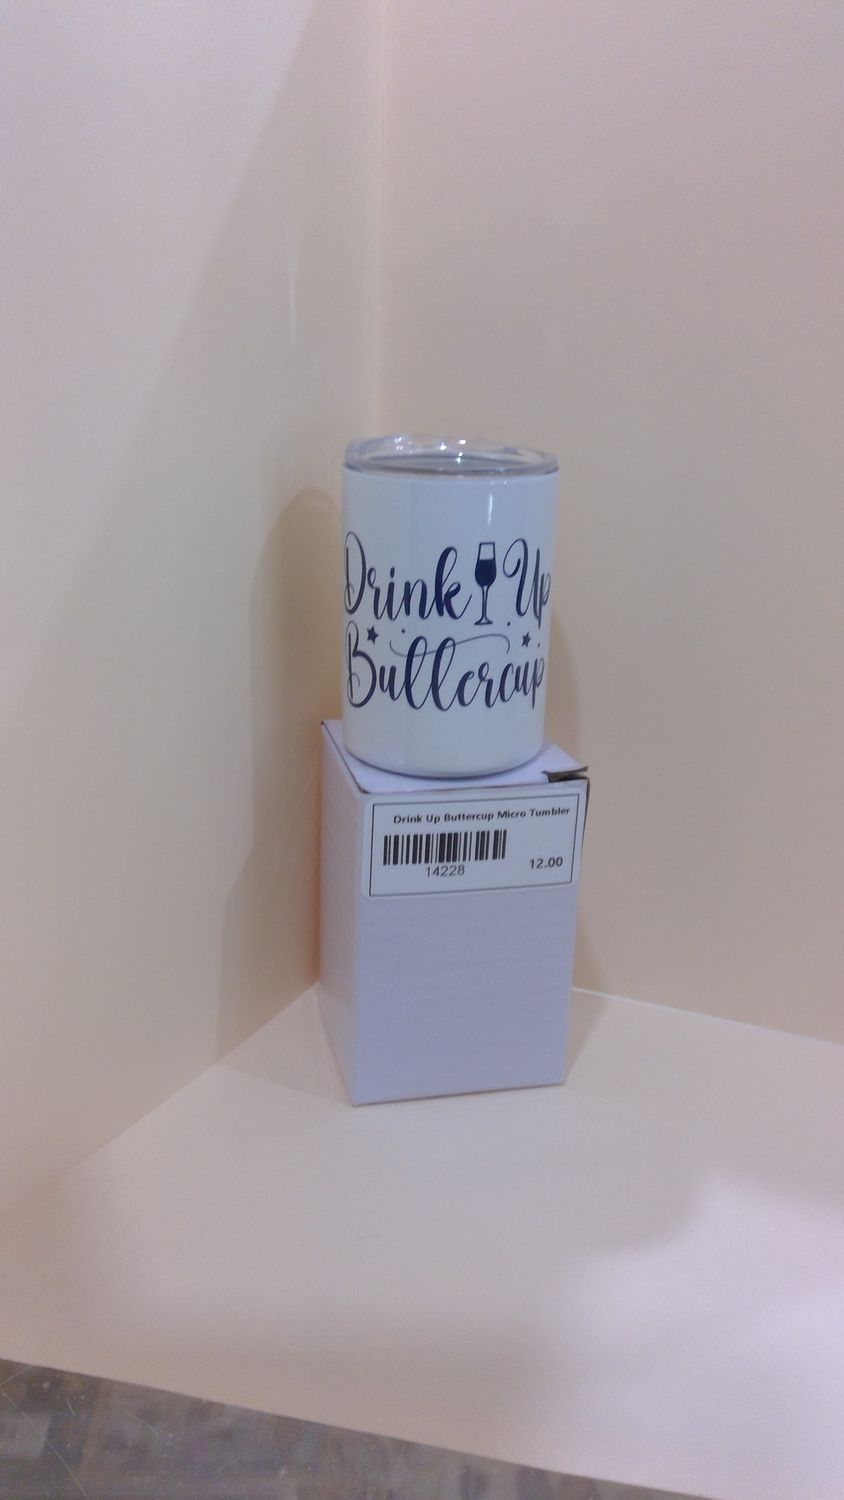 Drink Up
Buttercup
Drink Up Buttercup Micro Tumbler
14228
12.00